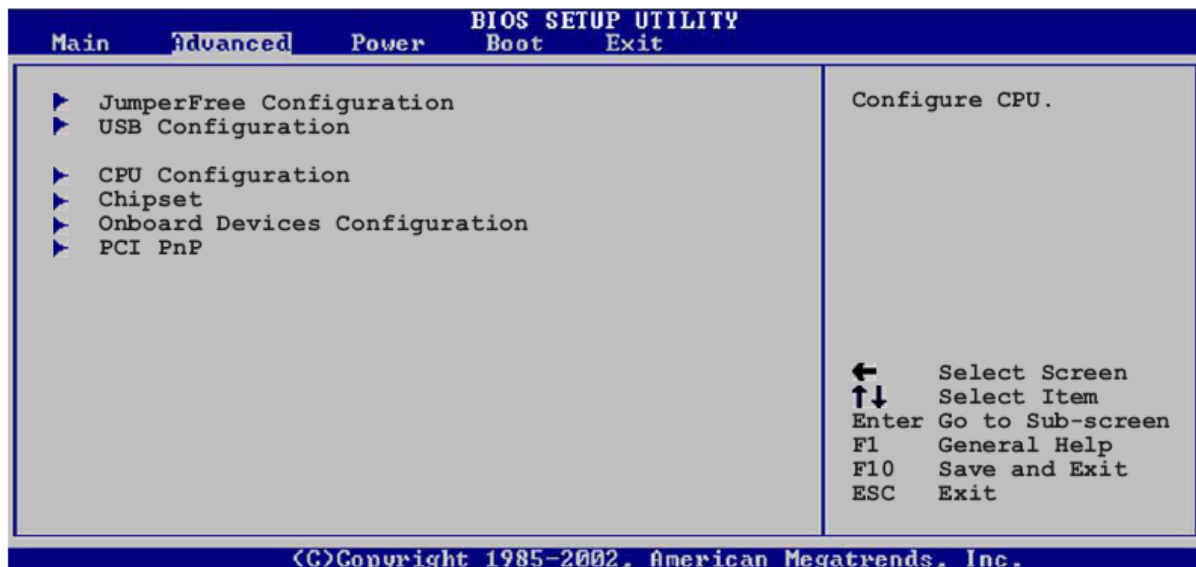 BIOS SETUP UTILITY
Main Advanced Power Boot Exit
JumperFree Configuration
USB Configuration
CPU Configuration
Chipset
Onboard Devices Configuration
PCI PnP
Configure CPU.
← Select Screen
↑↓ Select Item
Enter Go to Sub-screen
F1 General Help
F10 Save and Exit
ESC Exit
(C)Copyright 1985-2002, American Megatrends, Inc.